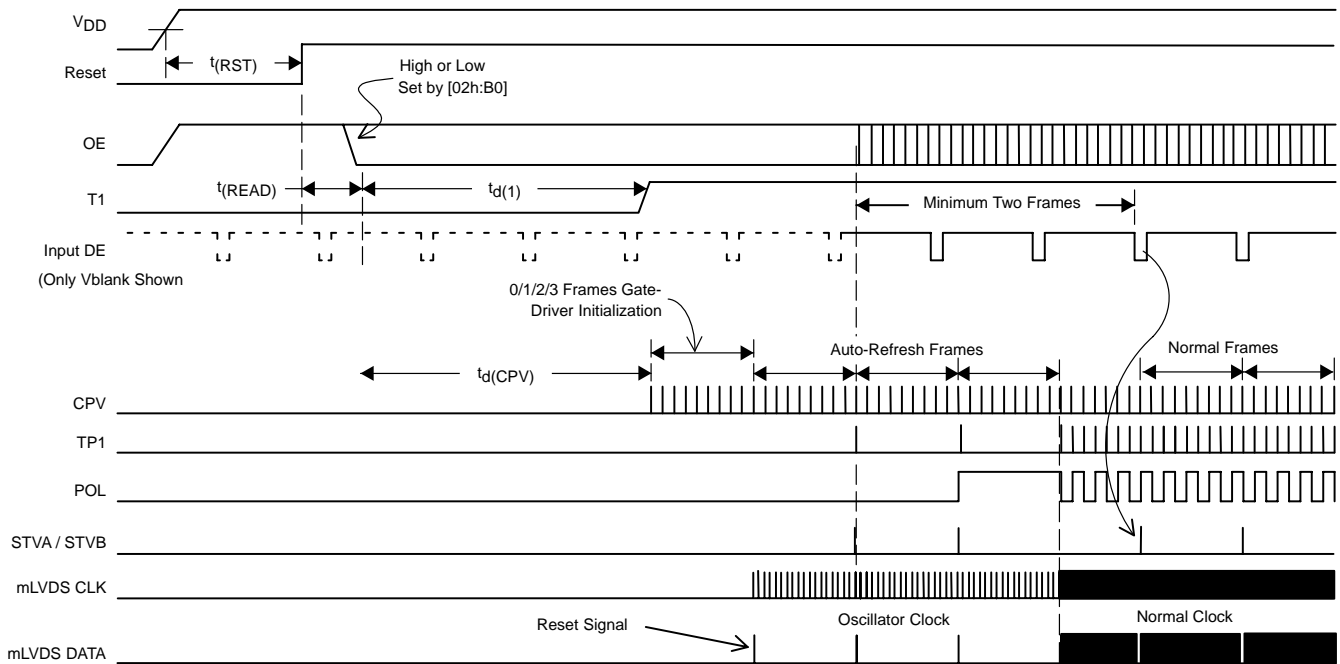 VDD
Reset
t(RST)
High or Low
Set by [02h:B0]
OE
t(READ)
td(1)
T1
Minimum Two Frames
Input DE
(Only Vblank Shown
0/1/2/3 Frames Gate-
Driver Initialization
Auto-Refresh Frames
Normal Frames
td(CPV)
CPV
TP1
POL
STVA / STVB
mLVDS CLK
Reset Signal
Oscillator Clock
Normal Clock
mLVDS DATA